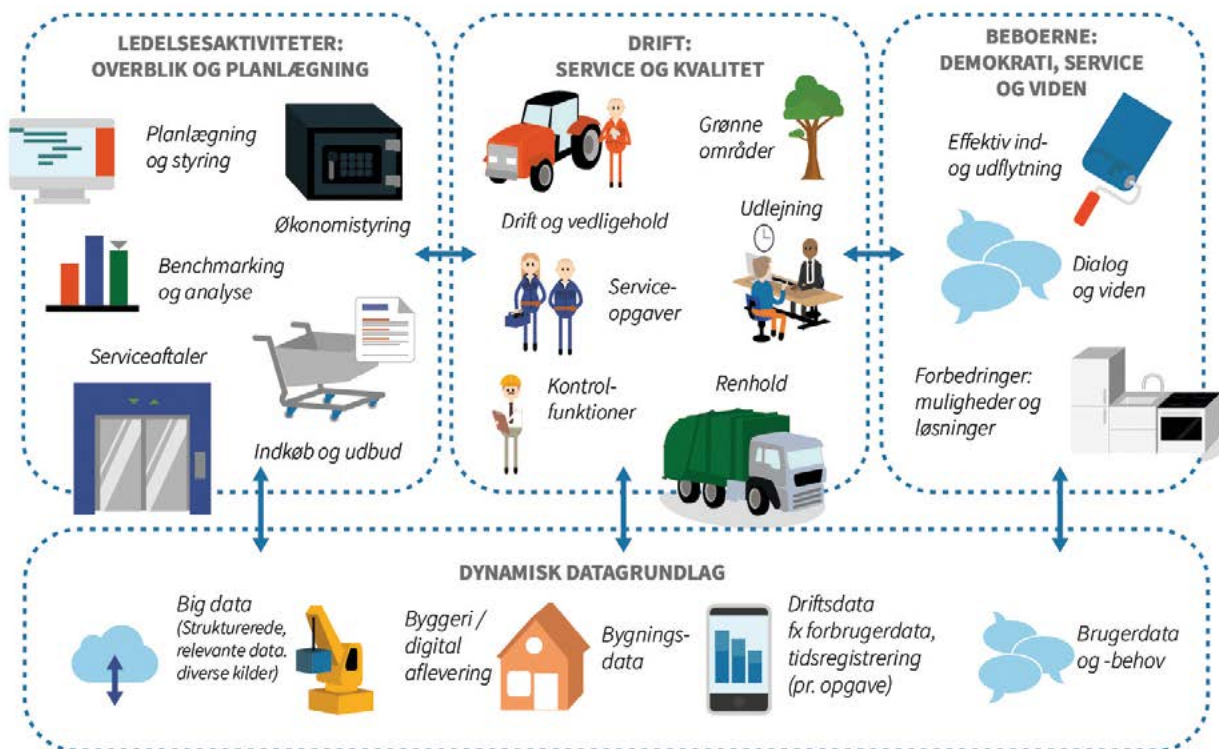 LEDELSESAKTIVITETER:
OVERBLIK OG PLANLÆGNING
Planlægning
og styring
Økonomistyring
Benchmarking
og analyse
Serviceaftaler
Indkøb og udbud
DRIFT:
SERVICE OG KVALITET
Grønne
områder
Drift og vedligehold
Udlejning
Service-
opgaver
Kontrol-
funktioner
Renhold
BEBOERNE:
DEMOKRATI, SERVICE
OG VIDEN
Effektiv ind-
og udflytning
Dialog
og viden
Forbedringer:
muligheder og
løsninger
DYNAMISK DATAGRUNDLAG
Big data
(Strukturerede,
relevante data.
diverse kilder)
Byggeri /
digital
aflevering
Bygnings-
data
Driftsdata
fx forbrugerdata,
tidsregistrering
(pr. opgave)
Brugerdata
og -behov